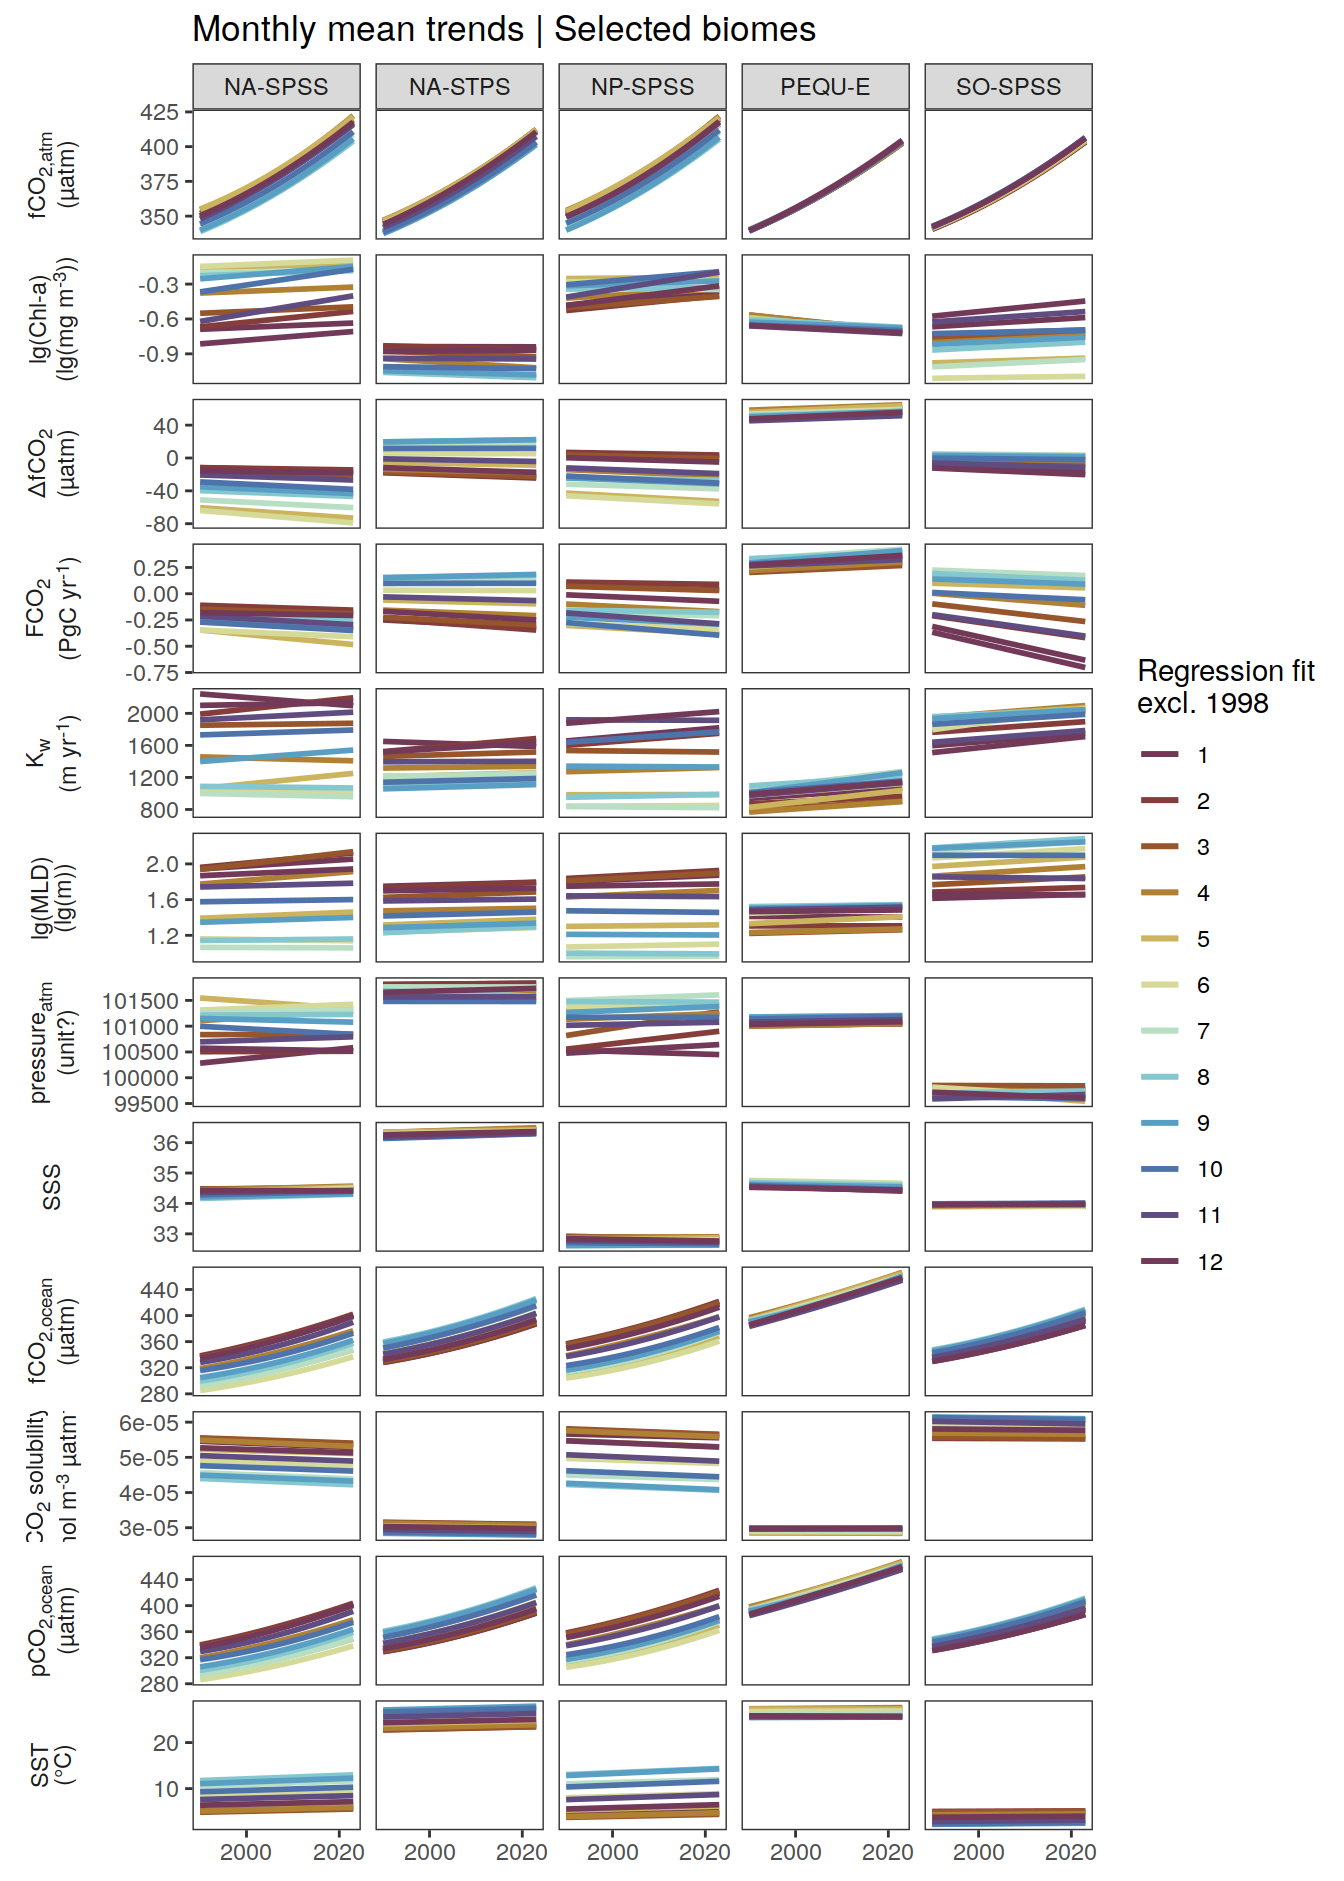 Monthly mean trends | Selected biomes
NA-SPSS NA-STPS NP-SPSS PEQU-E SO-SPSS
fCO2,atm
(µatm)
425
400
375
350
lg(Chl-a)
(lg(mg m-3))
-0.3
-0.6
-0.9
ΔfCO2
(µatm)
40
0
-40
-80
FCO2
(PgC yr-1)
0.25
0.00
-0.25
-0.50
-0.75
Kw
(m yr-1)
2000
1600
1200
800
lg(MLD)
(lg(m))
2.0
1.6
1.2
pressureatm
(unit?)
101500
101000
100500
100000
99500
SSS
36
35
34
33
fCO2,ocean
(µatm)
440
400
360
320
280
CO2 solubility
mol m-3 µatm-
6e-05
5e-05
4e-05
3e-05
pCO2,ocean
(µatm)
440
400
360
320
280
SST
(°C)
20
10
2000 2020 2000 2020 2000 2020 2000 2020 2000 2020
Regression fit
excl. 1998
1
2
3
4
5
6
7
8
9
10
11
12